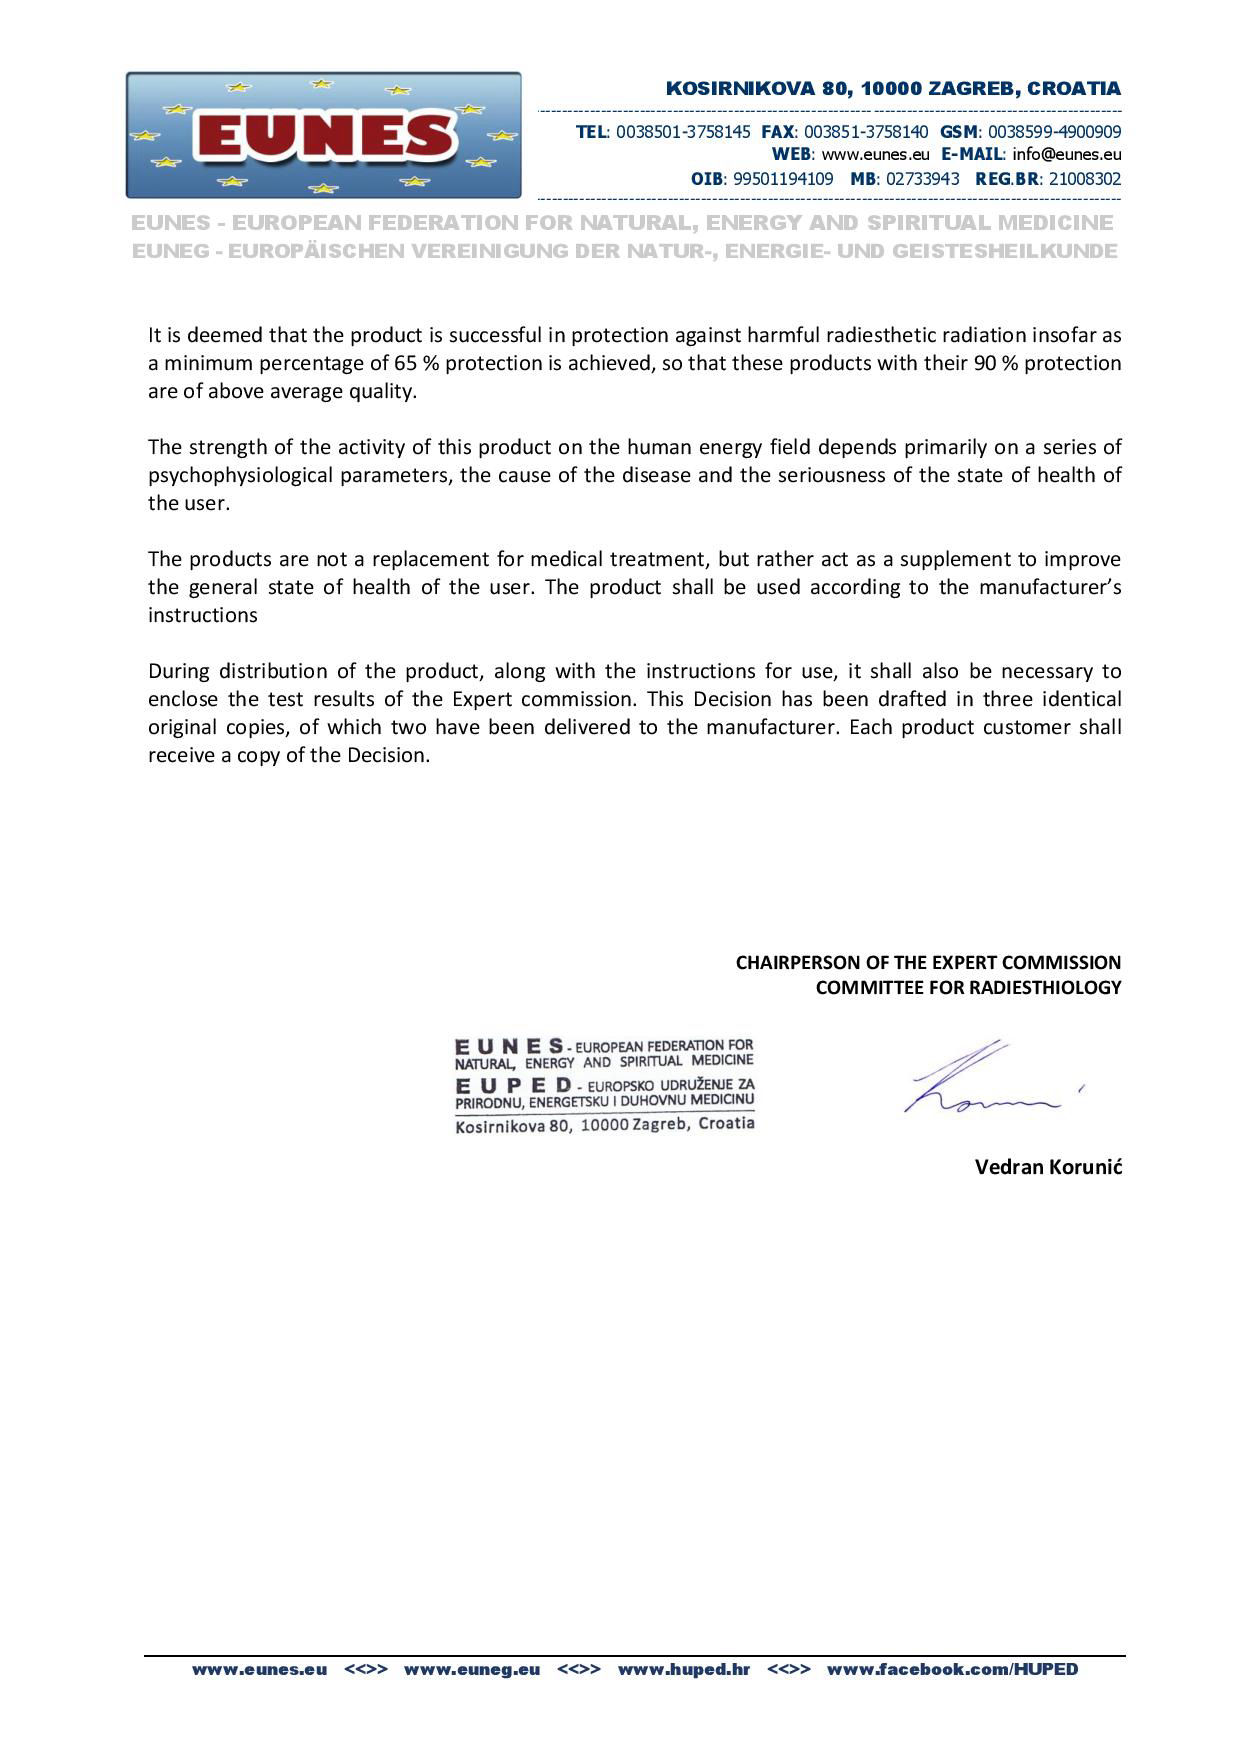 EUNES
KOSIRNIKOVA 80, 10000 ZAGREB, CROATIA
TEL: 0038501-3758145 FAX: 003851-3758140 GSM: 0038599-4900909
WEB: www.eunes.eu E-MAIL: info@eunes.eu
OIB: 99501194109 MB: 02733943 REG.BR: 21008302
EUNES - EUROPEAN FEDERATION FOR NATURAL, ENERGY AND SPIRITUAL MEDICINE
EUNEG - EUROPÄISCHEN VEREINIGUNG DER NATUR-, ENERGIE- UND GEISTESHEILKUNDE
It is deemed that the product is successful in protection against harmful radiesthetic radiation insofar as
a minimum percentage of 65 % protection is achieved, so that these products with their 90 % protection
are of above average quality.
The strength of the activity of this product on the human energy field depends primarily on a series of
psychophysiological parameters, the cause of the disease and the seriousness of the state of health of
the user.
The products are not a replacement for medical treatment, but rather act as a supplement to improve
the general state of health of the user. The product shall be used according to the manufacturer’s
instructions
During distribution of the product, along with the instructions for use, it shall also be necessary to
enclose the test results of the Expert commission. This Decision has been drafted in three identical
original copies, of which two have been delivered to the manufacturer. Each product customer shall
receive a copy of the Decision.
CHAIRPERSON OF THE EXPERT COMMISSION
COMMITTEE FOR RADIESTHIOLOGY
EUNES - EUROPEAN FEDERATION FOR
NATURAL, ENERGY AND SPIRITUAL MEDICINE
EUPED - EUROPSKO UDRUŽENJE ZA
PRIRODNU, ENERGETSKU I DUHOVNU MEDICINU
Kosirnikova 80, 10000 Zagreb, Croatia
Vedran Korunić
www.eunes.eu <<>> www.euneg.eu <<>> www.huped.hr <<>> www.facebook.com/HUPED